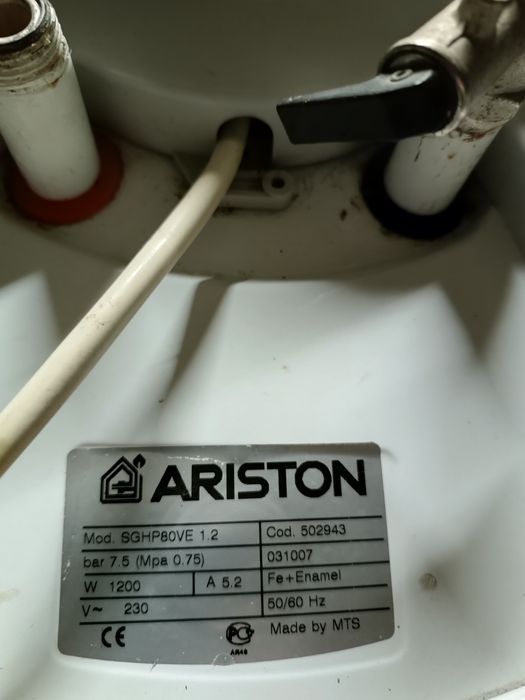 ARISTON
Mod. SGHP80VE 1.2 Cod. 502943
bar 7.5 (Mpa 0.75) 031007
W 1200 A 5.2 Fe+Enamel
V~ 230 50/60 Hz
CE PC Made by MTS